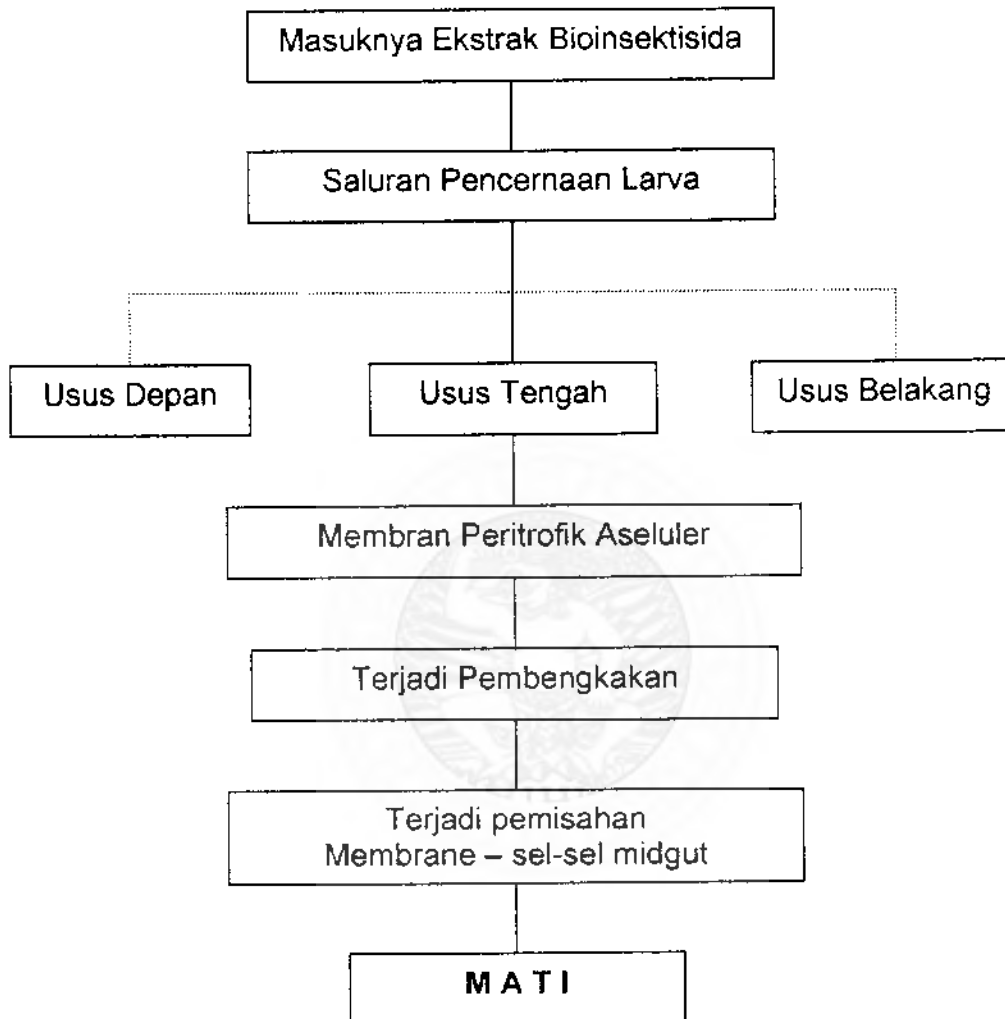 Masuknya Ekstrak Bioinsektisida
Saluran Pencernaan Larva
Usus Depan
Usus Tengah
Usus Belakang
Membran Peritrofik Aseluler
Terjadi Pembengkakan
Terjadi pemisahan
Membrane – sel-sel midgut
M A T I